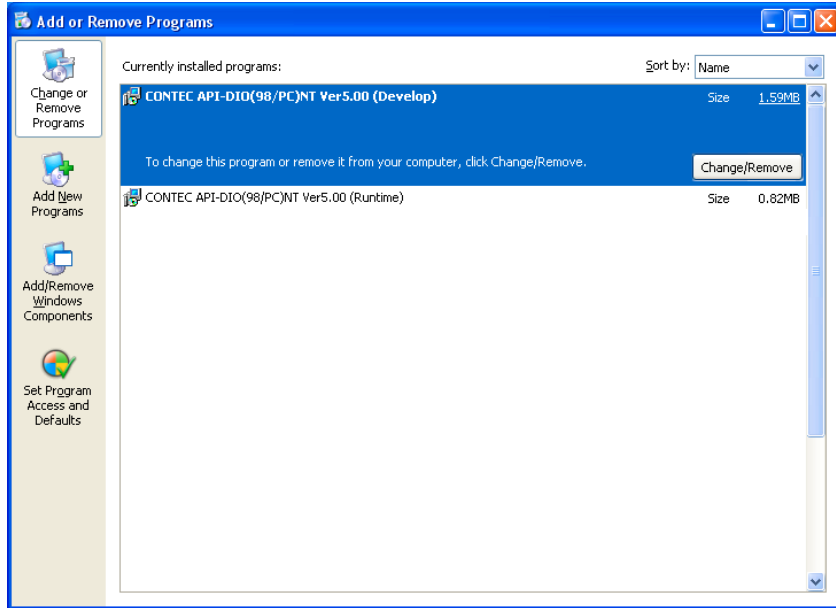 Add or Remove Programs
Change or
Remove
Programs
Add New
Programs
Add/Remove
Windows
Components
Set Program
Access and
Defaults
Currently installed programs:
Sort by: Name
CONTEC API-DIO(98/PC)NT Ver5.00 (Develop) Size 1.59MB
To change this program or remove it from your computer, click Change/Remove. Change/Remove
CONTEC API-DIO(98/PC)NT Ver5.00 (Runtime) Size 0.82MB